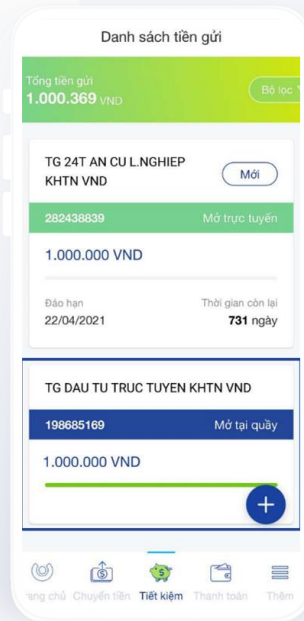 Danh sách tiền gửi
Tổng tiền gửi
1.000.369 VND
Bộ lọc
TG 24T AN CU L.NGHIEP
KHTN VND
Mới
282438839 Mở trực tuyến
1.000.000 VND
Đáo hạn Thời gian còn lại
22/04/2021 731 ngày
TG DAU TU TRUC TUYEN KHTN VND
198685169 Mở tại quầy
1.000.000 VND
+
rang chủ Chuyển tiền Tiết kiệm Thanh toán Thêm